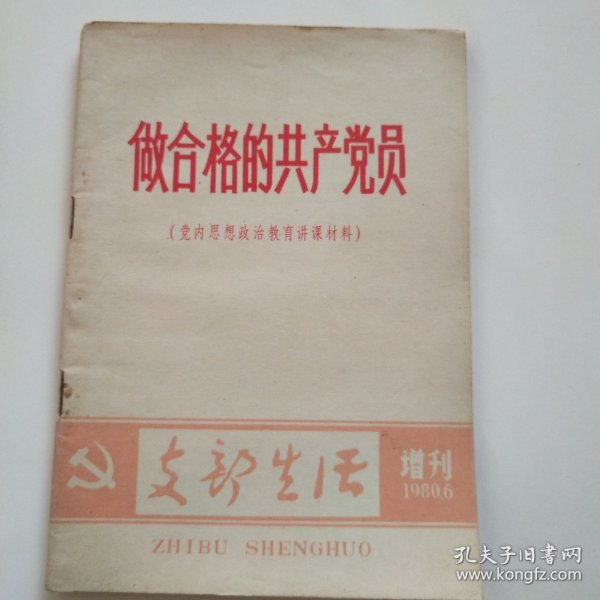 做合格的共产党员
（党内思想政治教育讲课材料）
支部生活
增刊
1980.6
ZHIBU SHENGHUO
孔夫子旧书网
www.kongfz.com